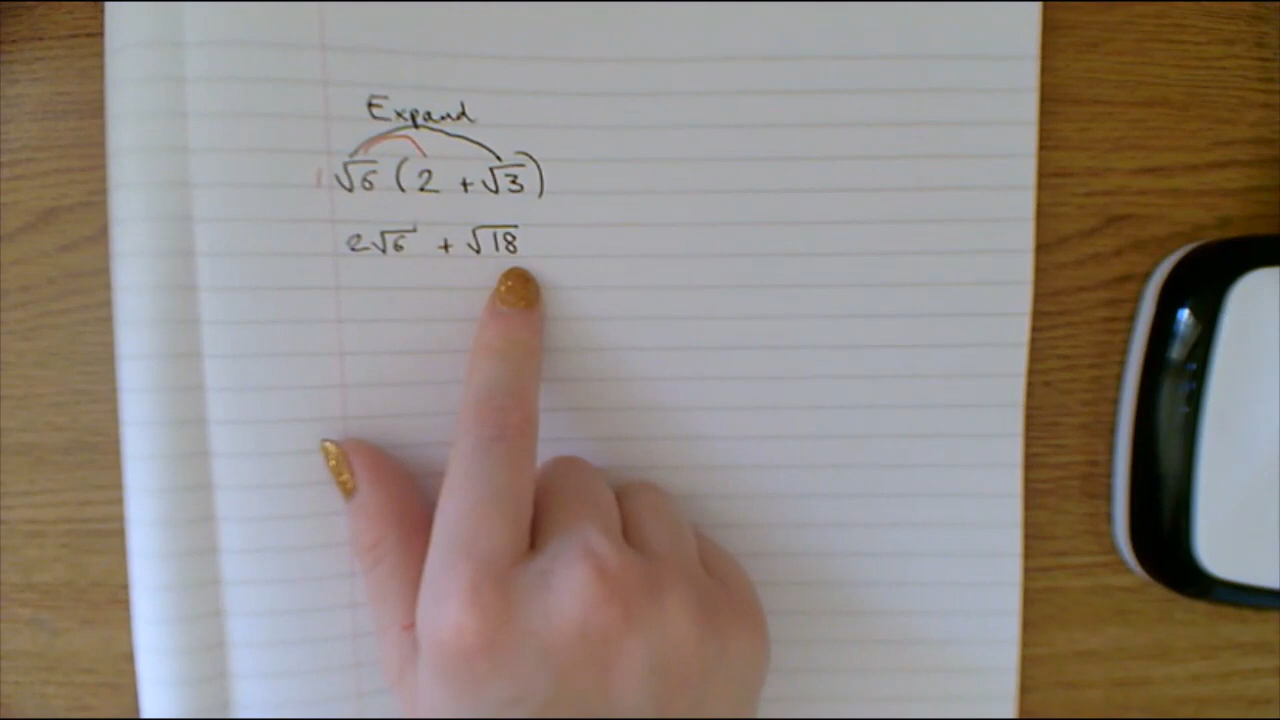 Expand
√6 (2 + √3)
2√6 + √18